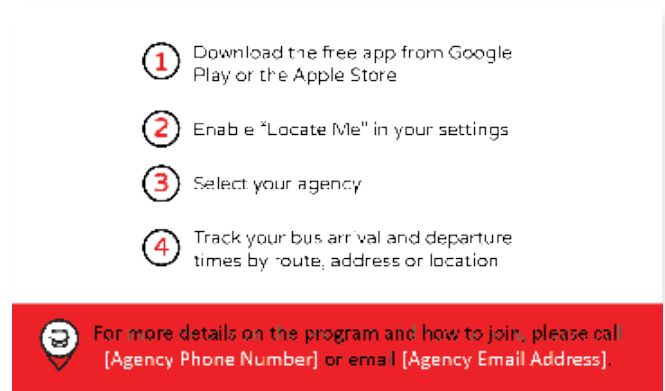 1 Download the free app from Google
Play or the Apple Store
2 Enable "Locate Me" in your settings
3 Select your agency
4 Track your bus arrival and departure
times by route, address or location
For more details on the program and how to join, please call
[Agency Phone Number] or email [Agency Email Address].